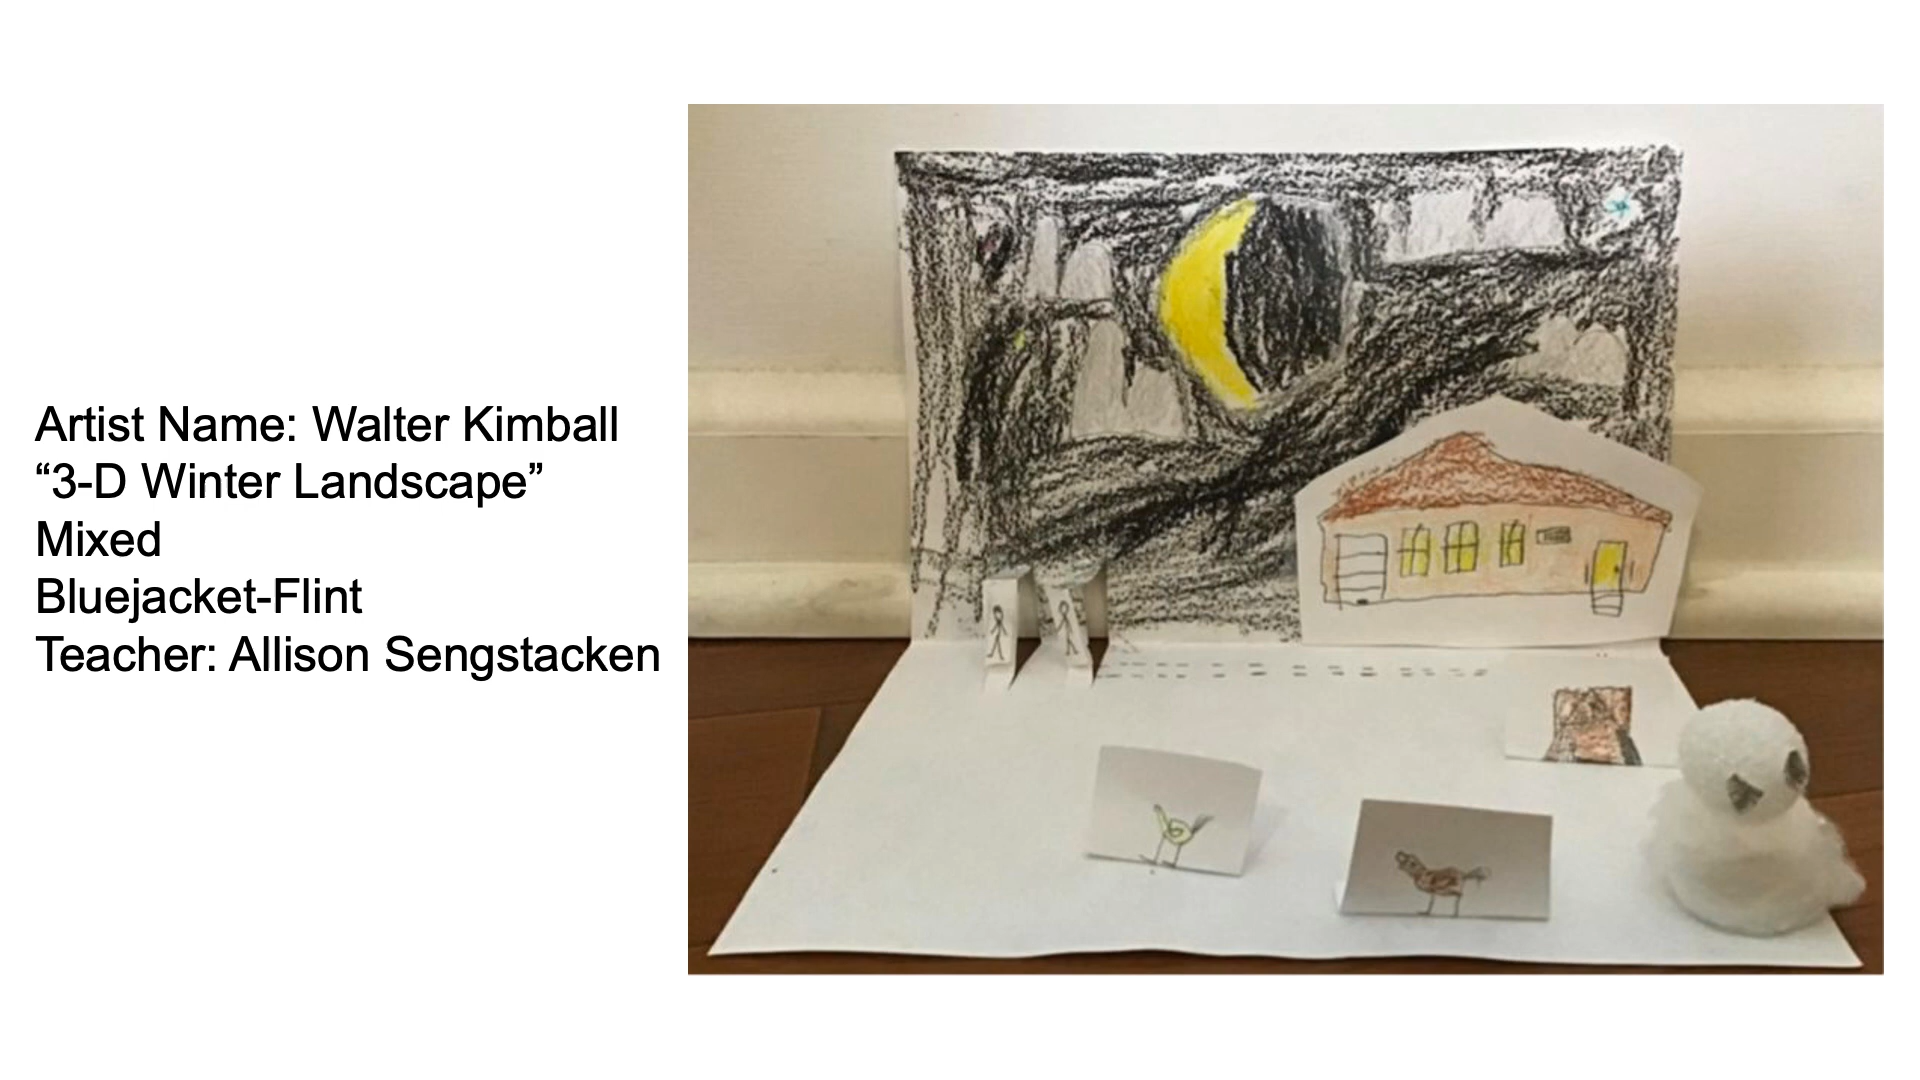 Artist Name: Walter Kimball
“3-D Winter Landscape”
Mixed
Bluejacket-Flint
Teacher: Allison Sengstacken